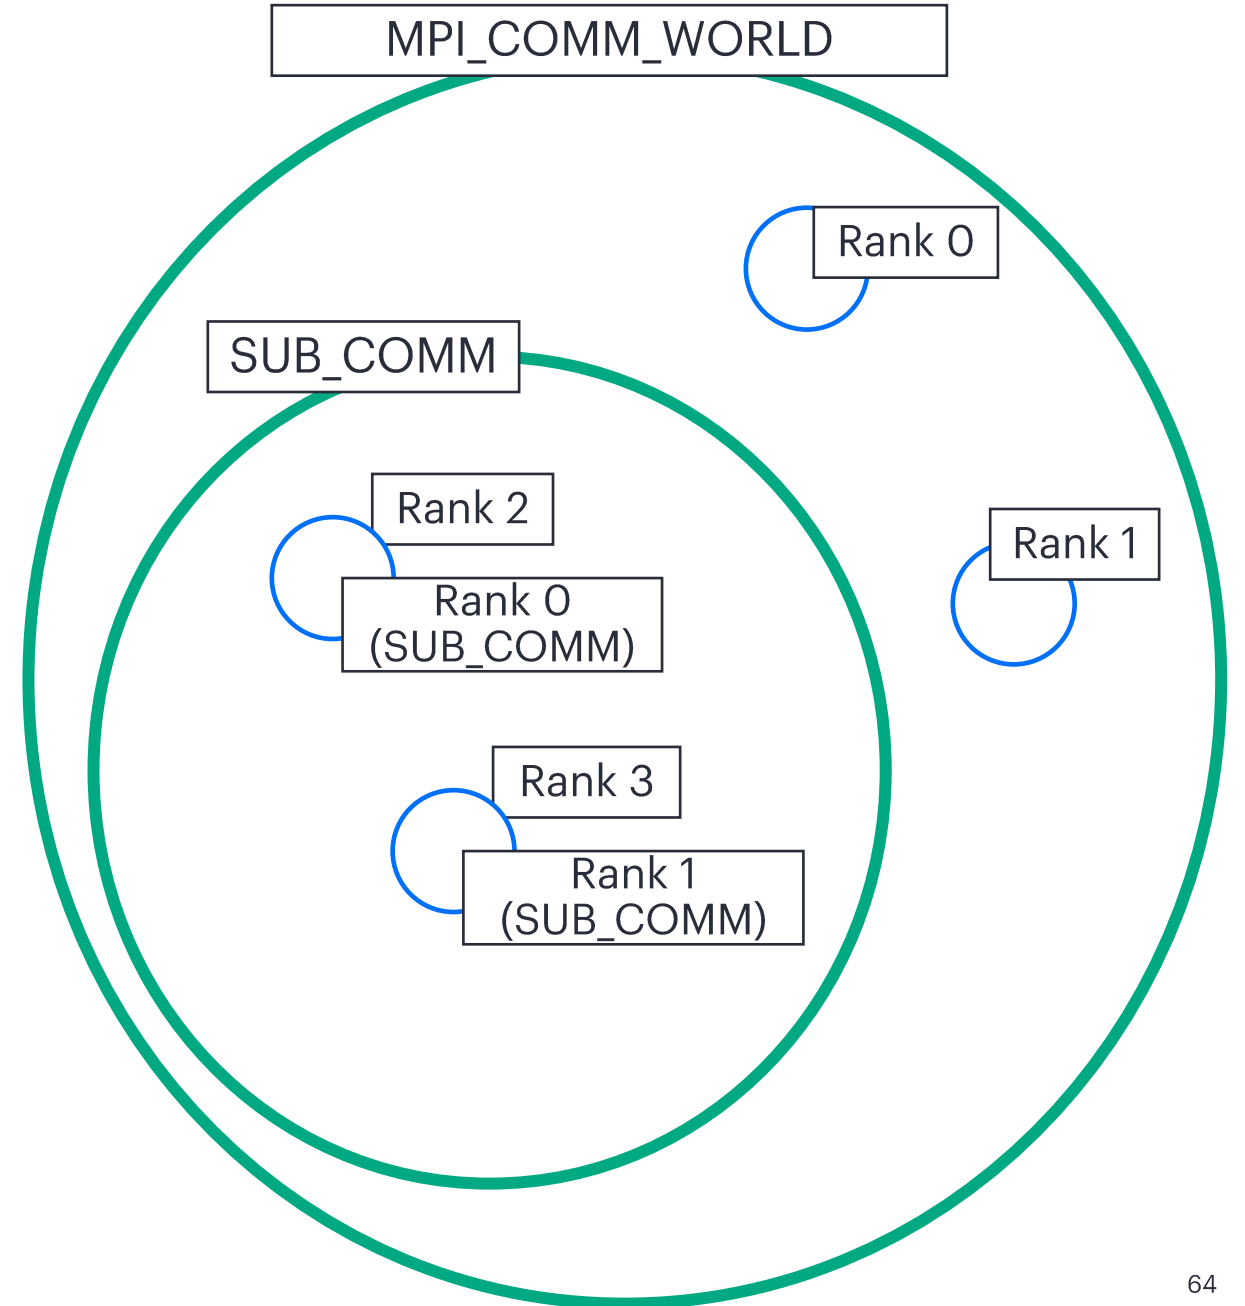 MPI_COMM_WORLD
Rank 0
SUB_COMM
Rank 2
Rank 1
Rank 0
(SUB_COMM)
Rank 3
Rank 1
(SUB_COMM)
64